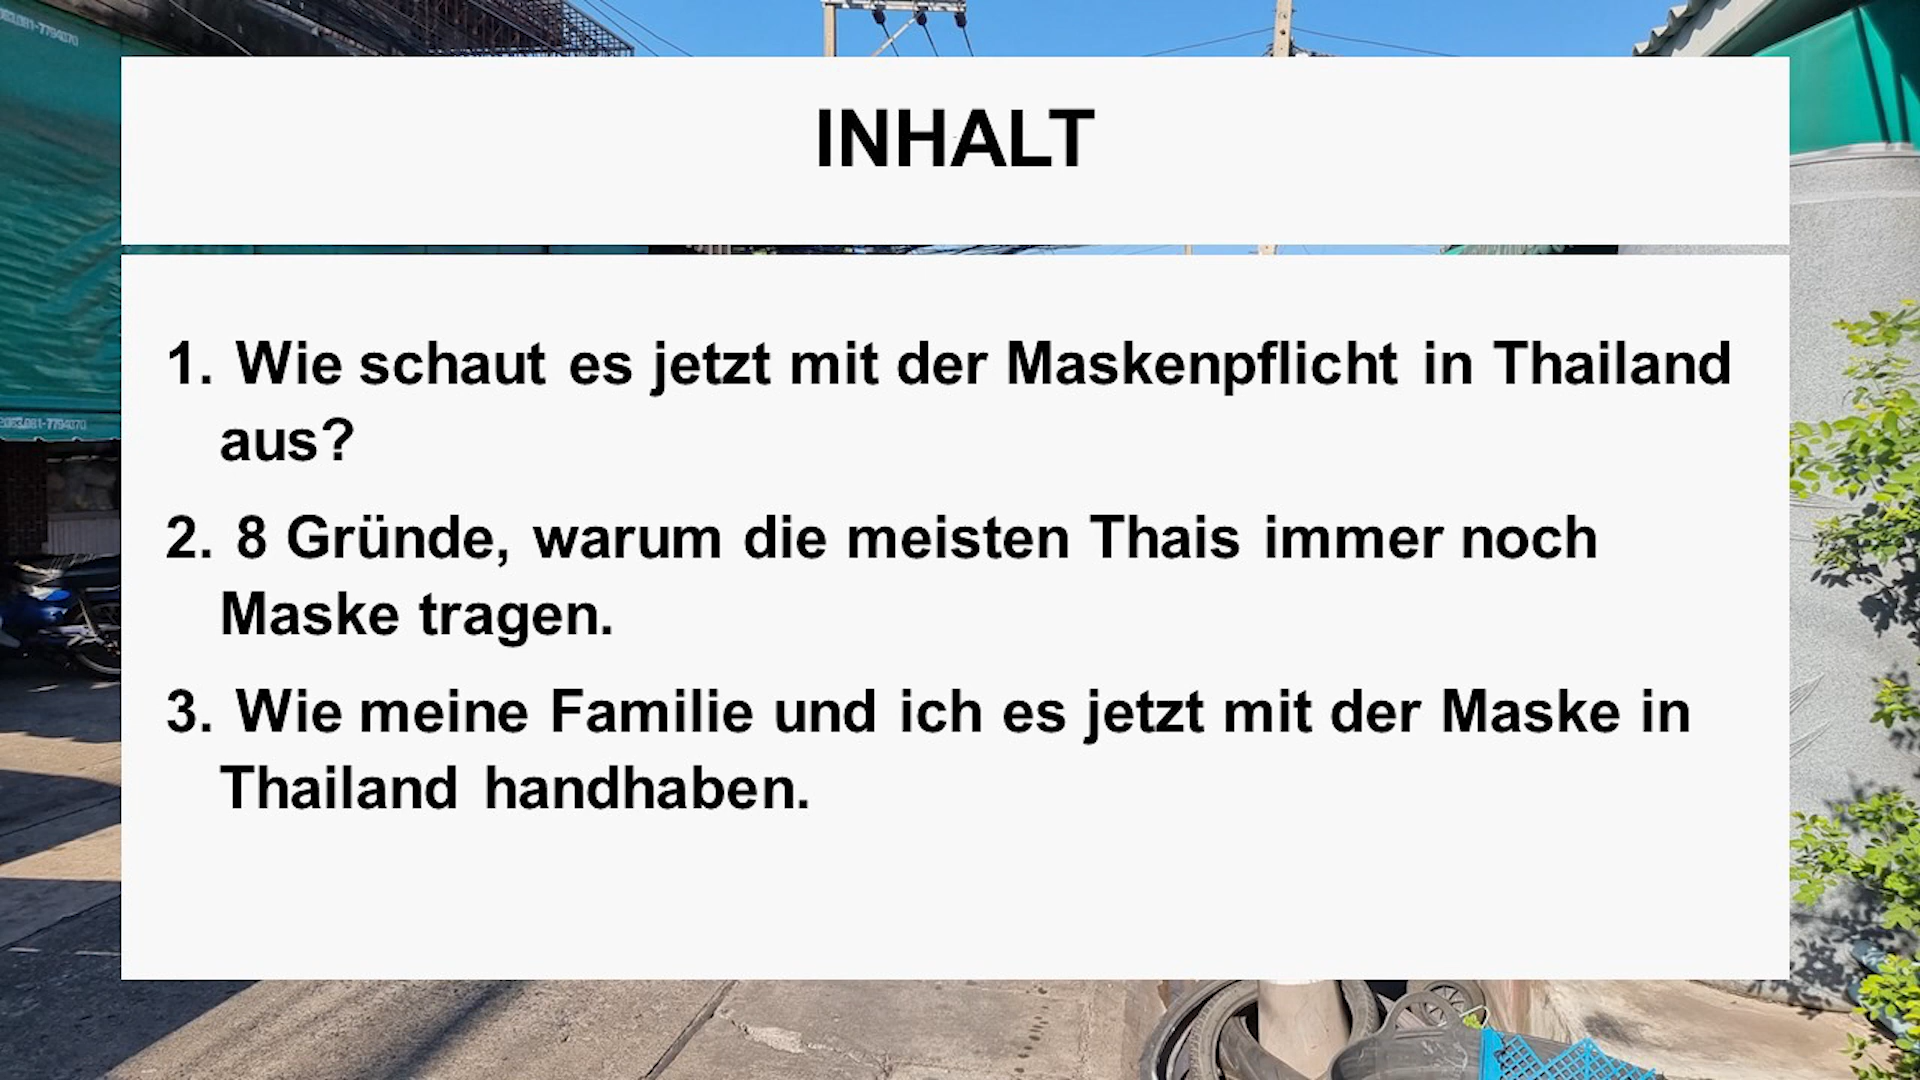 INHALT
1. Wie schaut es jetzt mit der Maskenpflicht in Thailand
aus?
2. 8 Gründe, warum die meisten Thais immer noch
Maske tragen.
3. Wie meine Familie und ich es jetzt mit der Maske in
Thailand handhaben.